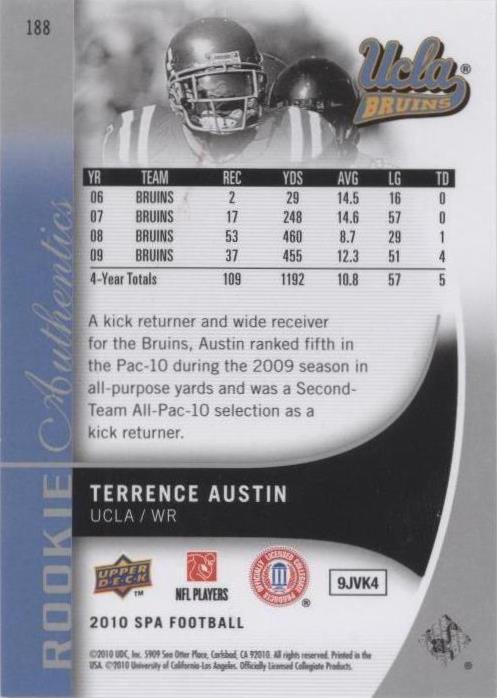 188
Ucla®
BRUINS
YR TEAM REC YDS AVG LG TD
06 BRUINS 2 29 14.5 16 0
07 BRUINS 17 248 14.6 57 0
08 BRUINS 53 460 8.7 29 1
09 BRUINS 37 455 12.3 51 4
4-Year Totals 109 1192 10.8 57 5
A kick returner and wide receiver
for the Bruins, Austin ranked fifth in
the Pac-10 during the 2009 season in
all-purpose yards and was a Second-
Team All-Pac-10 selection as a
kick returner.
ROOKIE Authentics
TERRENCE AUSTIN
UCLA / WR
UPPER
D·E·C·K
TM
NFL PLAYERS
OFFICIALLY LICENSED COLLEGIATE PRODUCTS
®
9JVK4
2010 SPA FOOTBALL
©2010 UDC, Inc. 5909 Sea Otter Place, Carlsbad, CA 92010. All rights reserved. Printed in the
USA. ©2010 University of California-Los Angeles. Officially Licensed Collegiate Products.
®